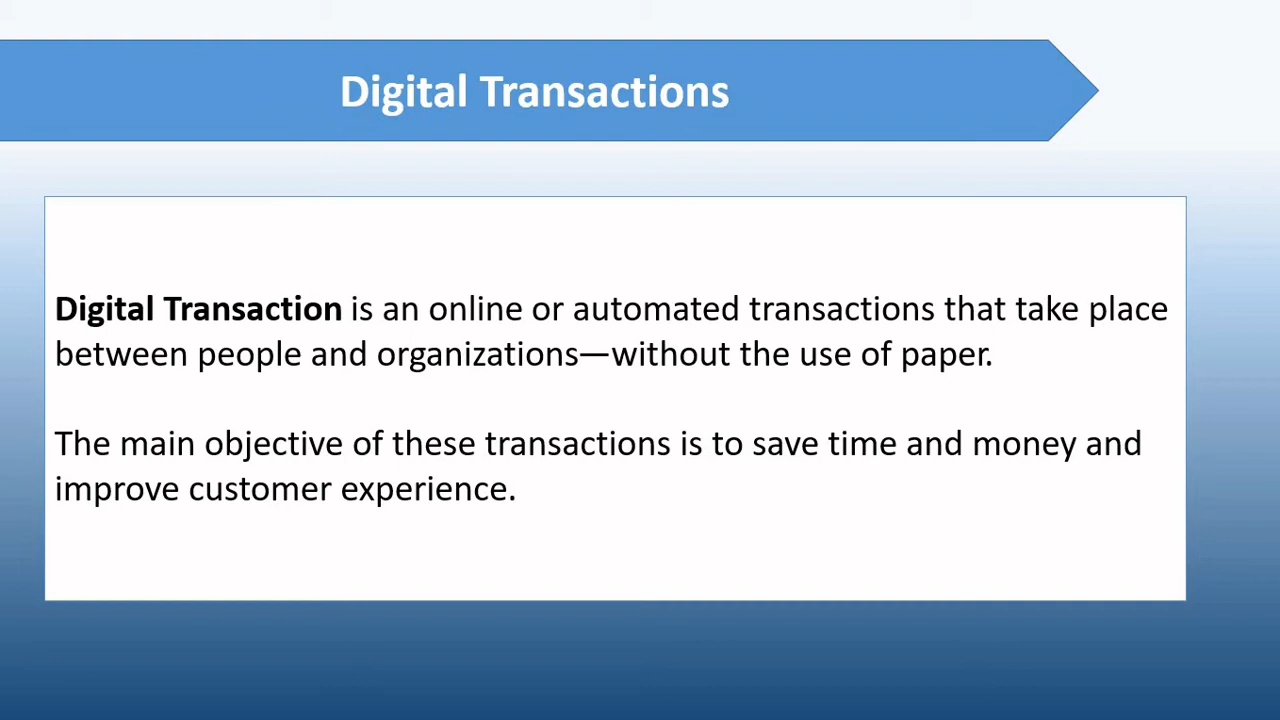 Digital Transactions
Digital Transaction is an online or automated transactions that take place
between people and organizations—without the use of paper.
The main objective of these transactions is to save time and money and
improve customer experience.